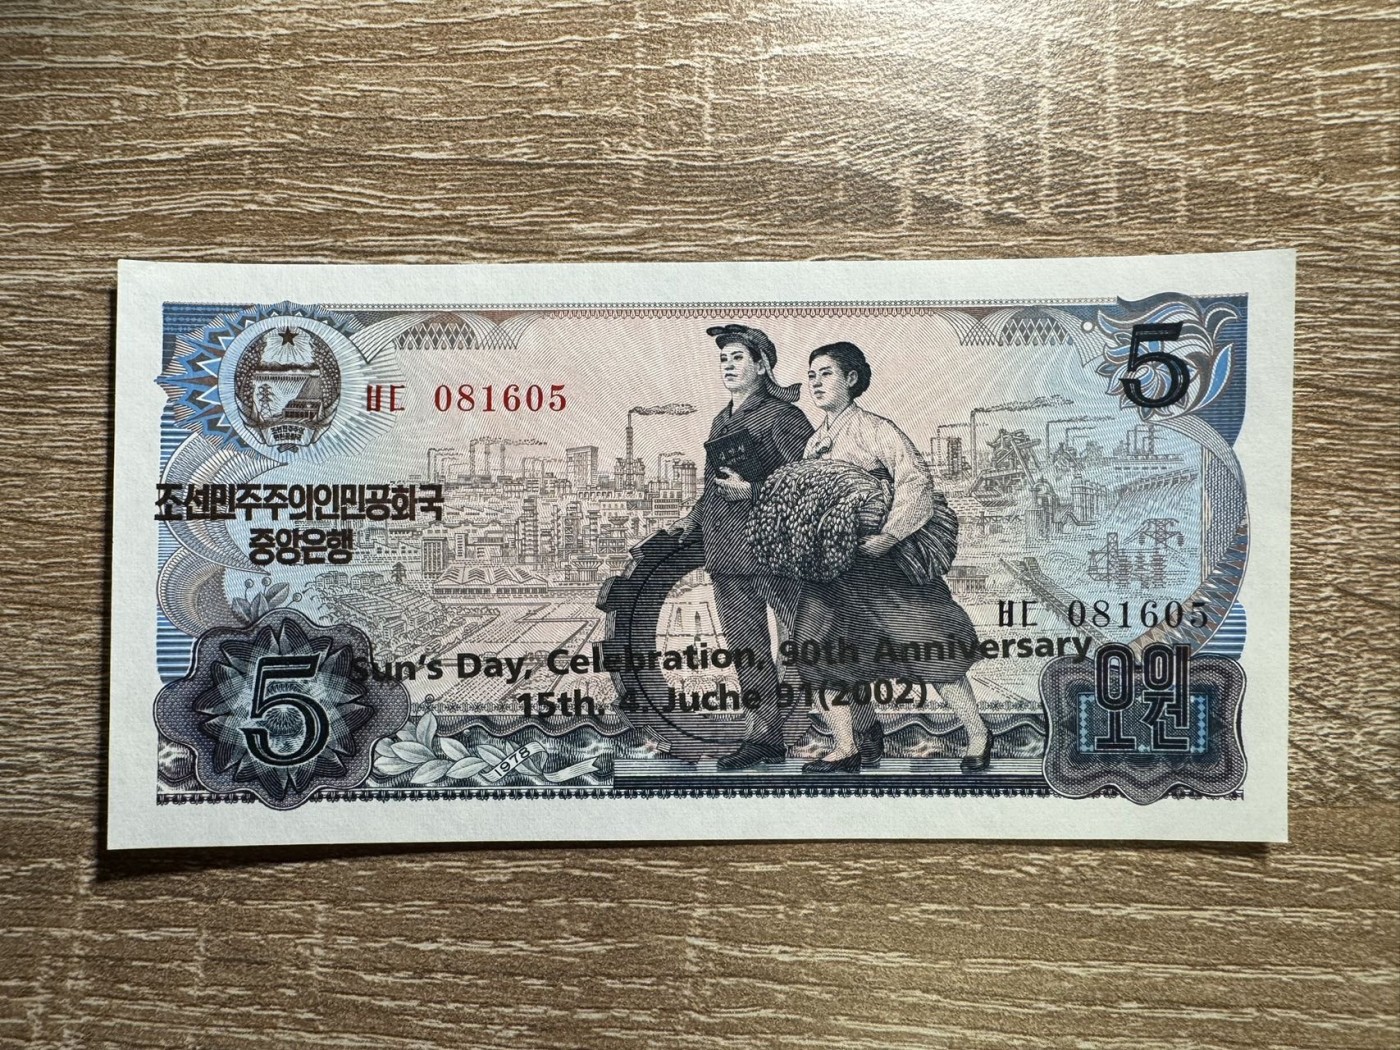 5
ㅂㄷ 081605
조선민주주의인민공화국
중앙은행
ㅂㄷ 081605
Sun's Day, Celebration, 90th Anniversary
15th. 4. Juche 91(2002)
5
1978
오원